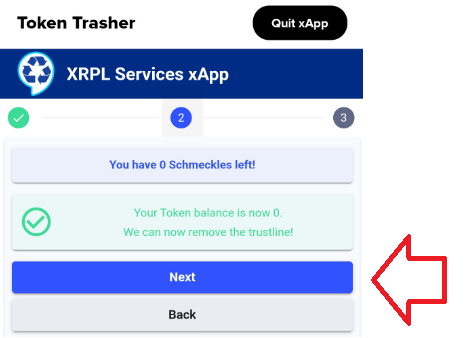 Token Trasher
Quit xApp
XRPL Services xApp
2
3
You have 0 Schmeckles left!
Your Token balance is now 0.
We can now remove the trustline!
Next
Back